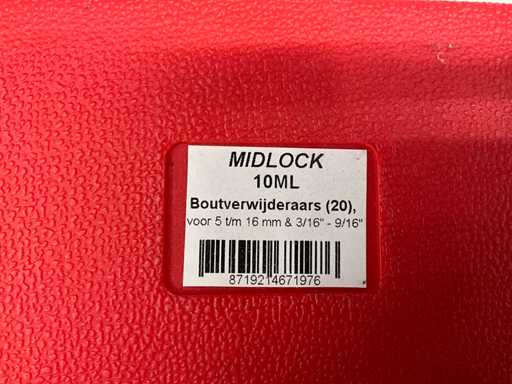 MIDLOCK
10ML
Boutverwijderaars (20),
voor 5 t/m 16 mm & 3/16" - 9/16"
8719214671976